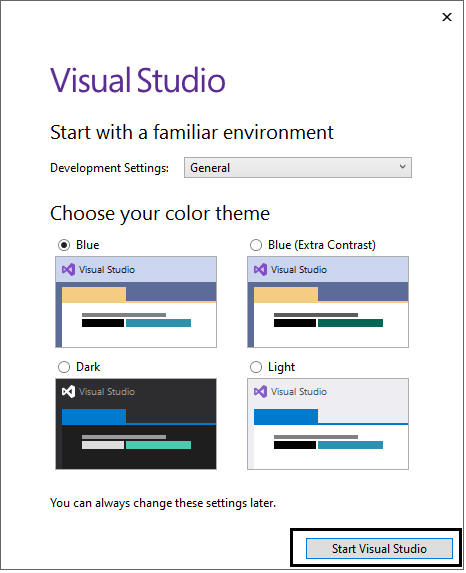 Visual Studio
Start with a familiar environment
Development Settings: General
Choose your color theme
Blue
Blue (Extra Contrast)
Visual Studio
Visual Studio
Dark
Light
Visual Studio
Visual Studio
You can always change these settings later.
Start Visual Studio